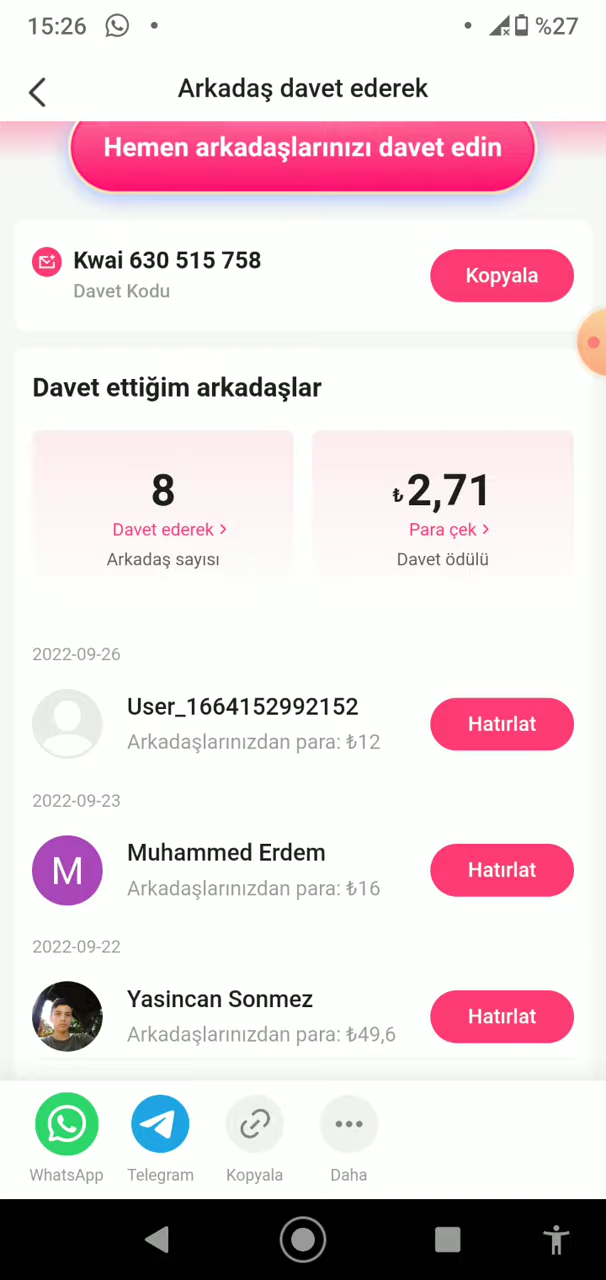 15:26
%27
Arkadaş davet ederek
Hemen arkadaşlarınızı davet edin
Kwai 630 515 758
Davet Kodu
Kopyala
Davet ettiğim arkadaşlar
8
Davet ederek >
Arkadaş sayısı
₺2,71
Para çek >
Davet ödülü
2022-09-26
User_1664152992152
Arkadaşlarınızdan para: ₺12
Hatırlat
2022-09-23
M
Muhammed Erdem
Arkadaşlarınızdan para: ₺16
Hatırlat
2022-09-22
Yasincan Sonmez
Arkadaşlarınızdan para: ₺49,6
Hatırlat
WhatsApp
Telegram
Kopyala
Daha